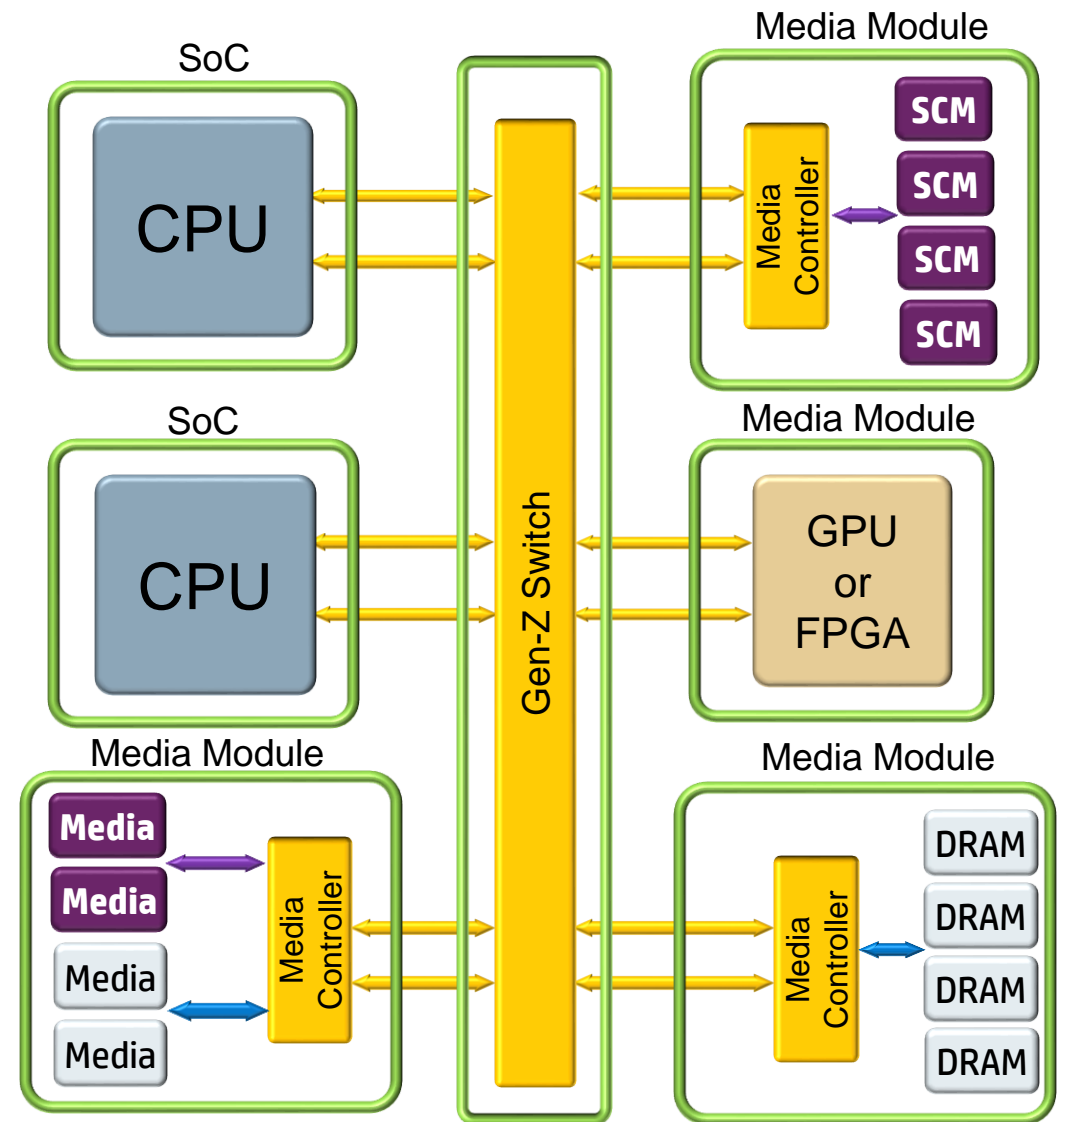 SoC
CPU
Media Module
Media
Controller
SCM
SCM
SCM
SCM
SoC
CPU
Gen-Z Switch
Media Module
GPU
or
FPGA
Media Module
Media
Media
Media
Media
Media
Controller
Media Module
Media
Controller
DRAM
DRAM
DRAM
DRAM